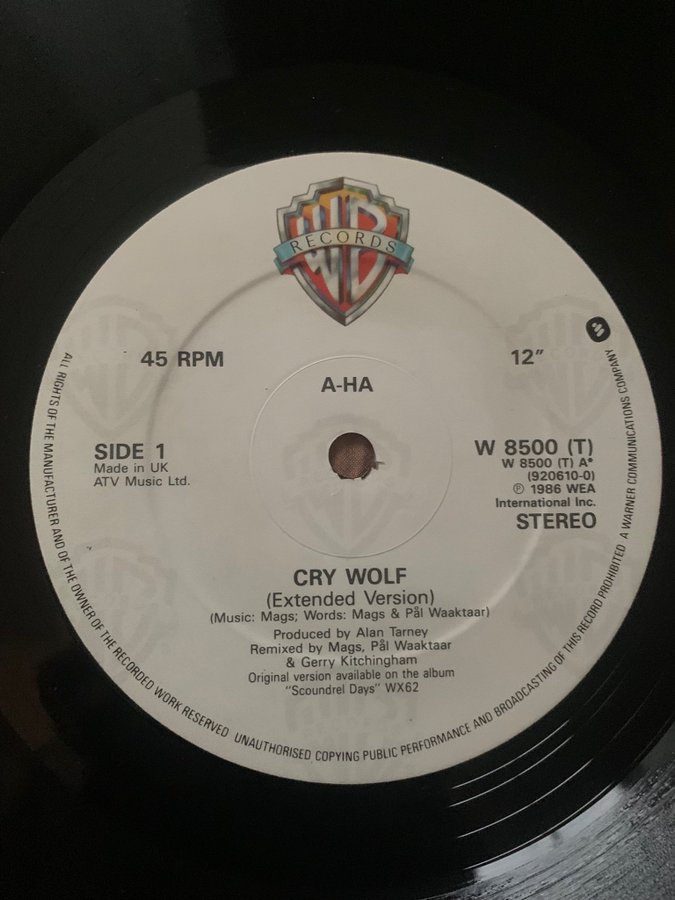 WB
RECORDS
45 RPM
12"
A-HA
SIDE 1
Made in UK
ATV Music Ltd.
W 8500 (T)
W 8500 (T) A•
(920610-0)
℗ 1986 WEA
International Inc.
STEREO
CRY WOLF
(Extended Version)
(Music: Mags; Words: Mags & Pål Waaktaar)
Produced by Alan Tarney
Remixed by Mags, Pål Waaktaar
& Gerry Kitchingham
Original version available on the album
"Scoundrel Days" WX62
ALL RIGHTS OF THE MANUFACTURER AND OF THE OWNER OF THE RECORDED WORK RESERVED UNAUTHORISED COPYING PUBLIC PERFORMANCE AND BROADCASTING OF THIS RECORD PROHIBITED A WARNER COMMUNICATIONS COMPANY